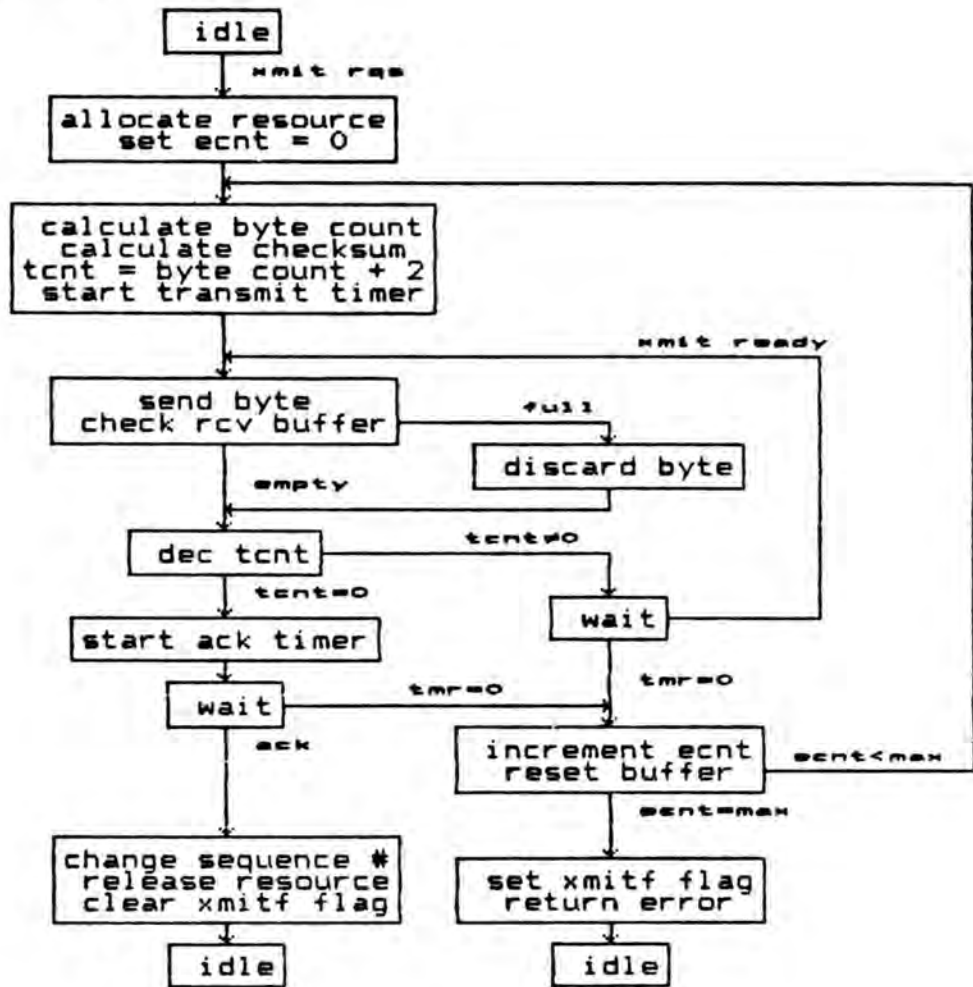 idle
xmit rqs
allocate resource
set ecnt = 0
calculate byte count
calculate checksum
tcnt = byte count + 2
start transmit timer
xmit ready
send byte
check rcv buffer
full
discard byte
empty
dec tcnt
tcnt≠0
tcnt=0
wait
start ack timer
tmr=0
wait
tmr=0
ack
increment ecnt
reset buffer
ecnt<max
ecnt=max
change sequence #
release resource
clear xmitf flag
set xmitf flag
return error
idle
idle